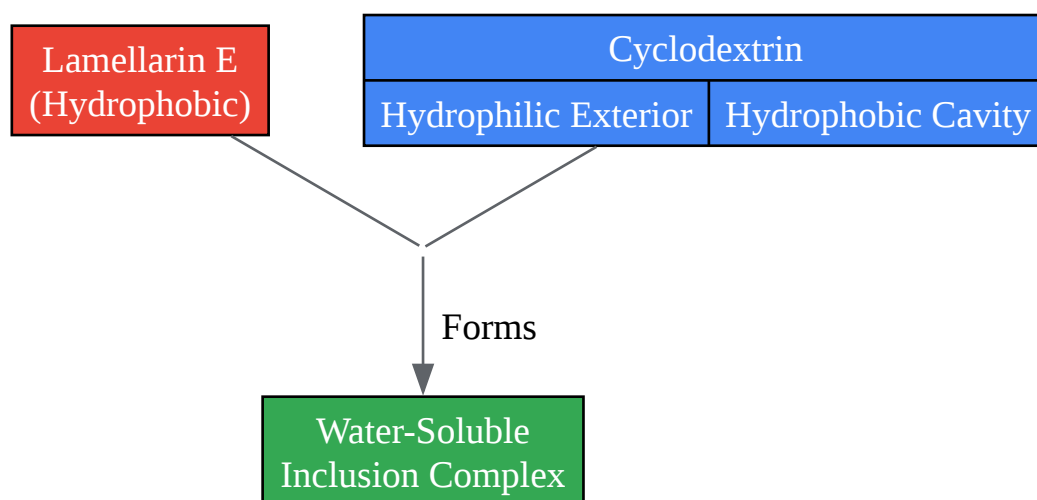 Lamellarin E
(Hydrophobic)
Cyclodextrin
Hydrophilic Exterior
Hydrophobic Cavity
Forms
Water-Soluble
Inclusion Complex